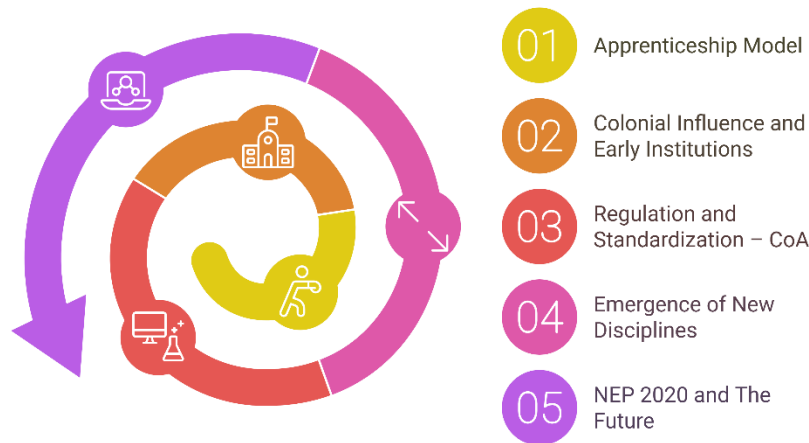 01
Apprenticeship Model
02
Colonial Influence and
Early Institutions
03
Regulation and
Standardization – CoA
04
Emergence of New
Disciplines
05
NEP 2020 and The
Future